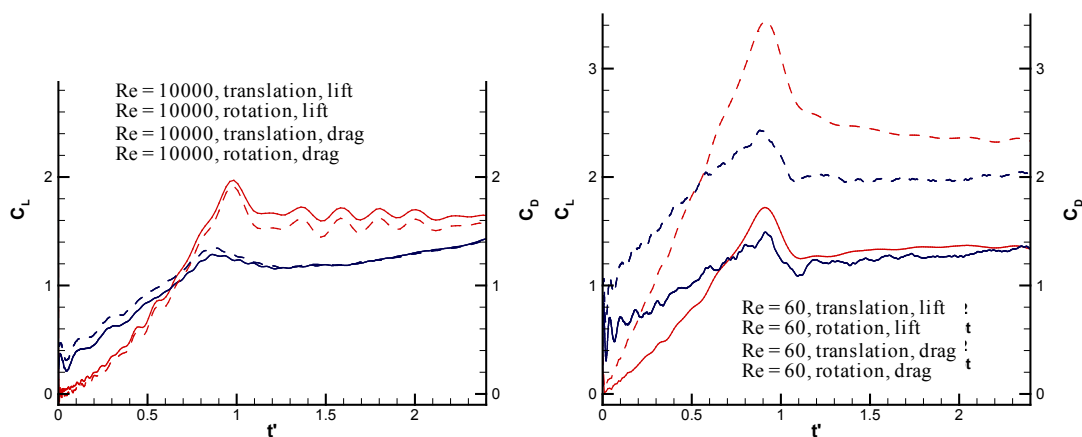 Re = 10000, translation, lift
Re = 10000, rotation, lift
Re = 10000, translation, drag
Re = 10000, rotation, drag
C_L
C_D
2
1
0
2
1
0
0
0.5
1
1.5
2
t'
C_L
C_D
3
2
1
0
3
2
1
0
0
0.5
1
1.5
2
t'
Re = 60, translation, lift
Re = 60, rotation, lift
Re = 60, translation, drag
Re = 60, rotation, drag
t
t